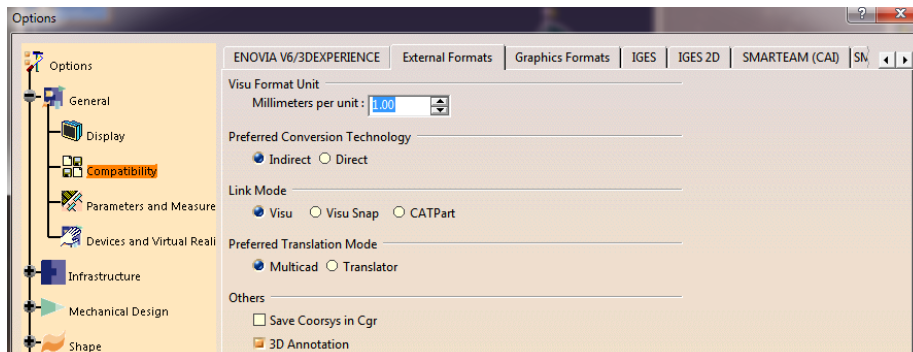 Options
Options
General
Display
Compatibility
Parameters and Measure
Devices and Virtual Reali
Infrastructure
Mechanical Design
Shape
ENOVIA V6/3DEXPERIENCE External Formats Graphics Formats IGES IGES 2D SMARTEAM (CAI) SM
Visu Format Unit
Millimeters per unit : 1.00
Preferred Conversion Technology
Indirect Direct
Link Mode
Visu Visu Snap CATPart
Preferred Translation Mode
Multicad Translator
Others
Save Coorsys in Cgr
3D Annotation